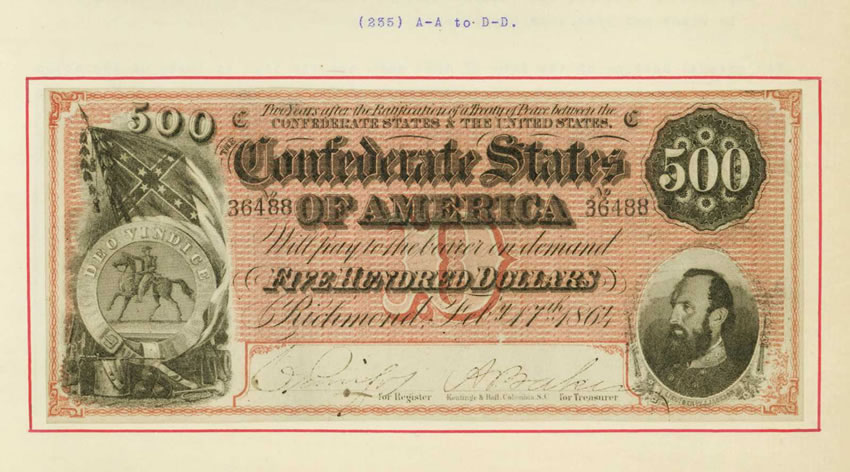 (235) A-A to D-D.
500 C Two Years after the Ratification of a Treaty of Peace between the C
CONFEDERATE STATES & THE UNITED STATES.
THE Confederate States 500
No No
36488 OF AMERICA 36488
DEO VINDICE
Will pay to the bearer on demand
D
FIVE HUNDRED DOLLARS
Richmond, Feby 17th 1864
for Register Keatinge & Ball, Columbia, S.C. for Treasurer